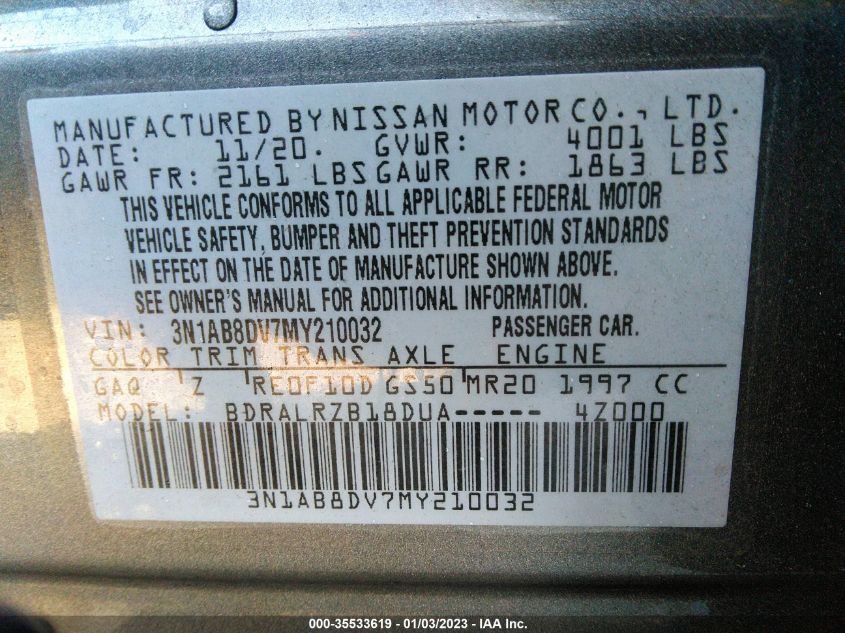 MANUFACTURED BY NISSAN MOTOR CO., LTD.
DATE: 11/20. GVWR: 4001 LBS
GAWR FR: 2161 LBS GAWR RR: 1863 LBS
THIS VEHICLE CONFORMS TO ALL APPLICABLE FEDERAL MOTOR
VEHICLE SAFETY, BUMPER AND THEFT PREVENTION STANDARDS
IN EFFECT ON THE DATE OF MANUFACTURE SHOWN ABOVE.
SEE OWNER'S MANUAL FOR ADDITIONAL INFORMATION.
VIN: 3N1AB8DV7MY210032 PASSENGER CAR.
COLOR TRIM TRANS AXLE ENGINE
GAQ Z RE0F10D GS50 MR20 1997 CC
MODEL: BDRALRZB18DUA----- 4Z000
3N1AB8DV7MY210032
000-35533619 - 01/03/2023 - IAA Inc.